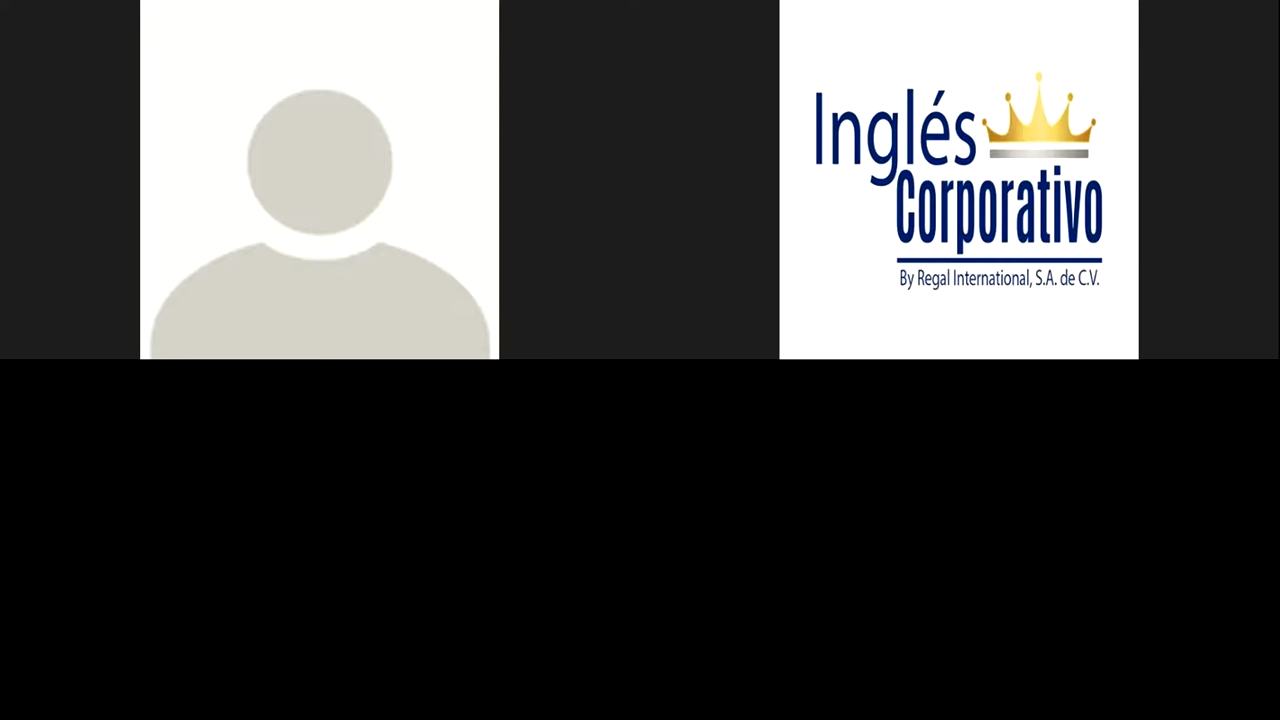 Inglés
Corporativo
By Regal International, S.A. de C.V.